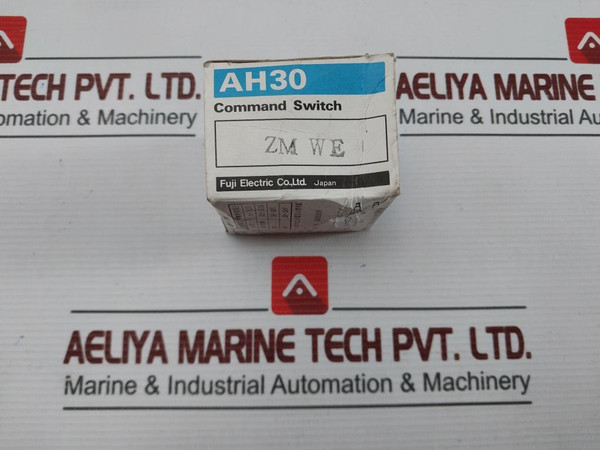 AH30
Command Switch
ZM WE
Fuji Electric Co.,Ltd. Japan
TECH PVT. LTD.
omation & Machinery
AELIYA MARINE
Marine & Industrial Autom
AELIYA MARINE TECH PVT. LTD.
Marine & Industrial Automation & Machinery